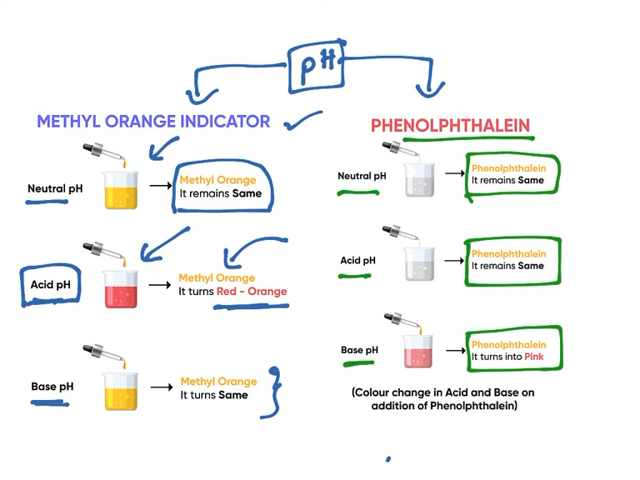 pH
METHYL ORANGE INDICATOR
Neutral pH
Methyl Orange
It remains Same
Acid pH
Methyl Orange
It turns Red - Orange
Base pH
Methyl Orange
It turns Same
PHENOLPHTHALEIN
Neutral pH
Phenolphthalein
It remains Same
Acid pH
Phenolphthalein
It remains Same
Base pH
Phenolphthalein
It turns into Pink
(Colour change in Acid and Base on
addition of Phenolphthalein)